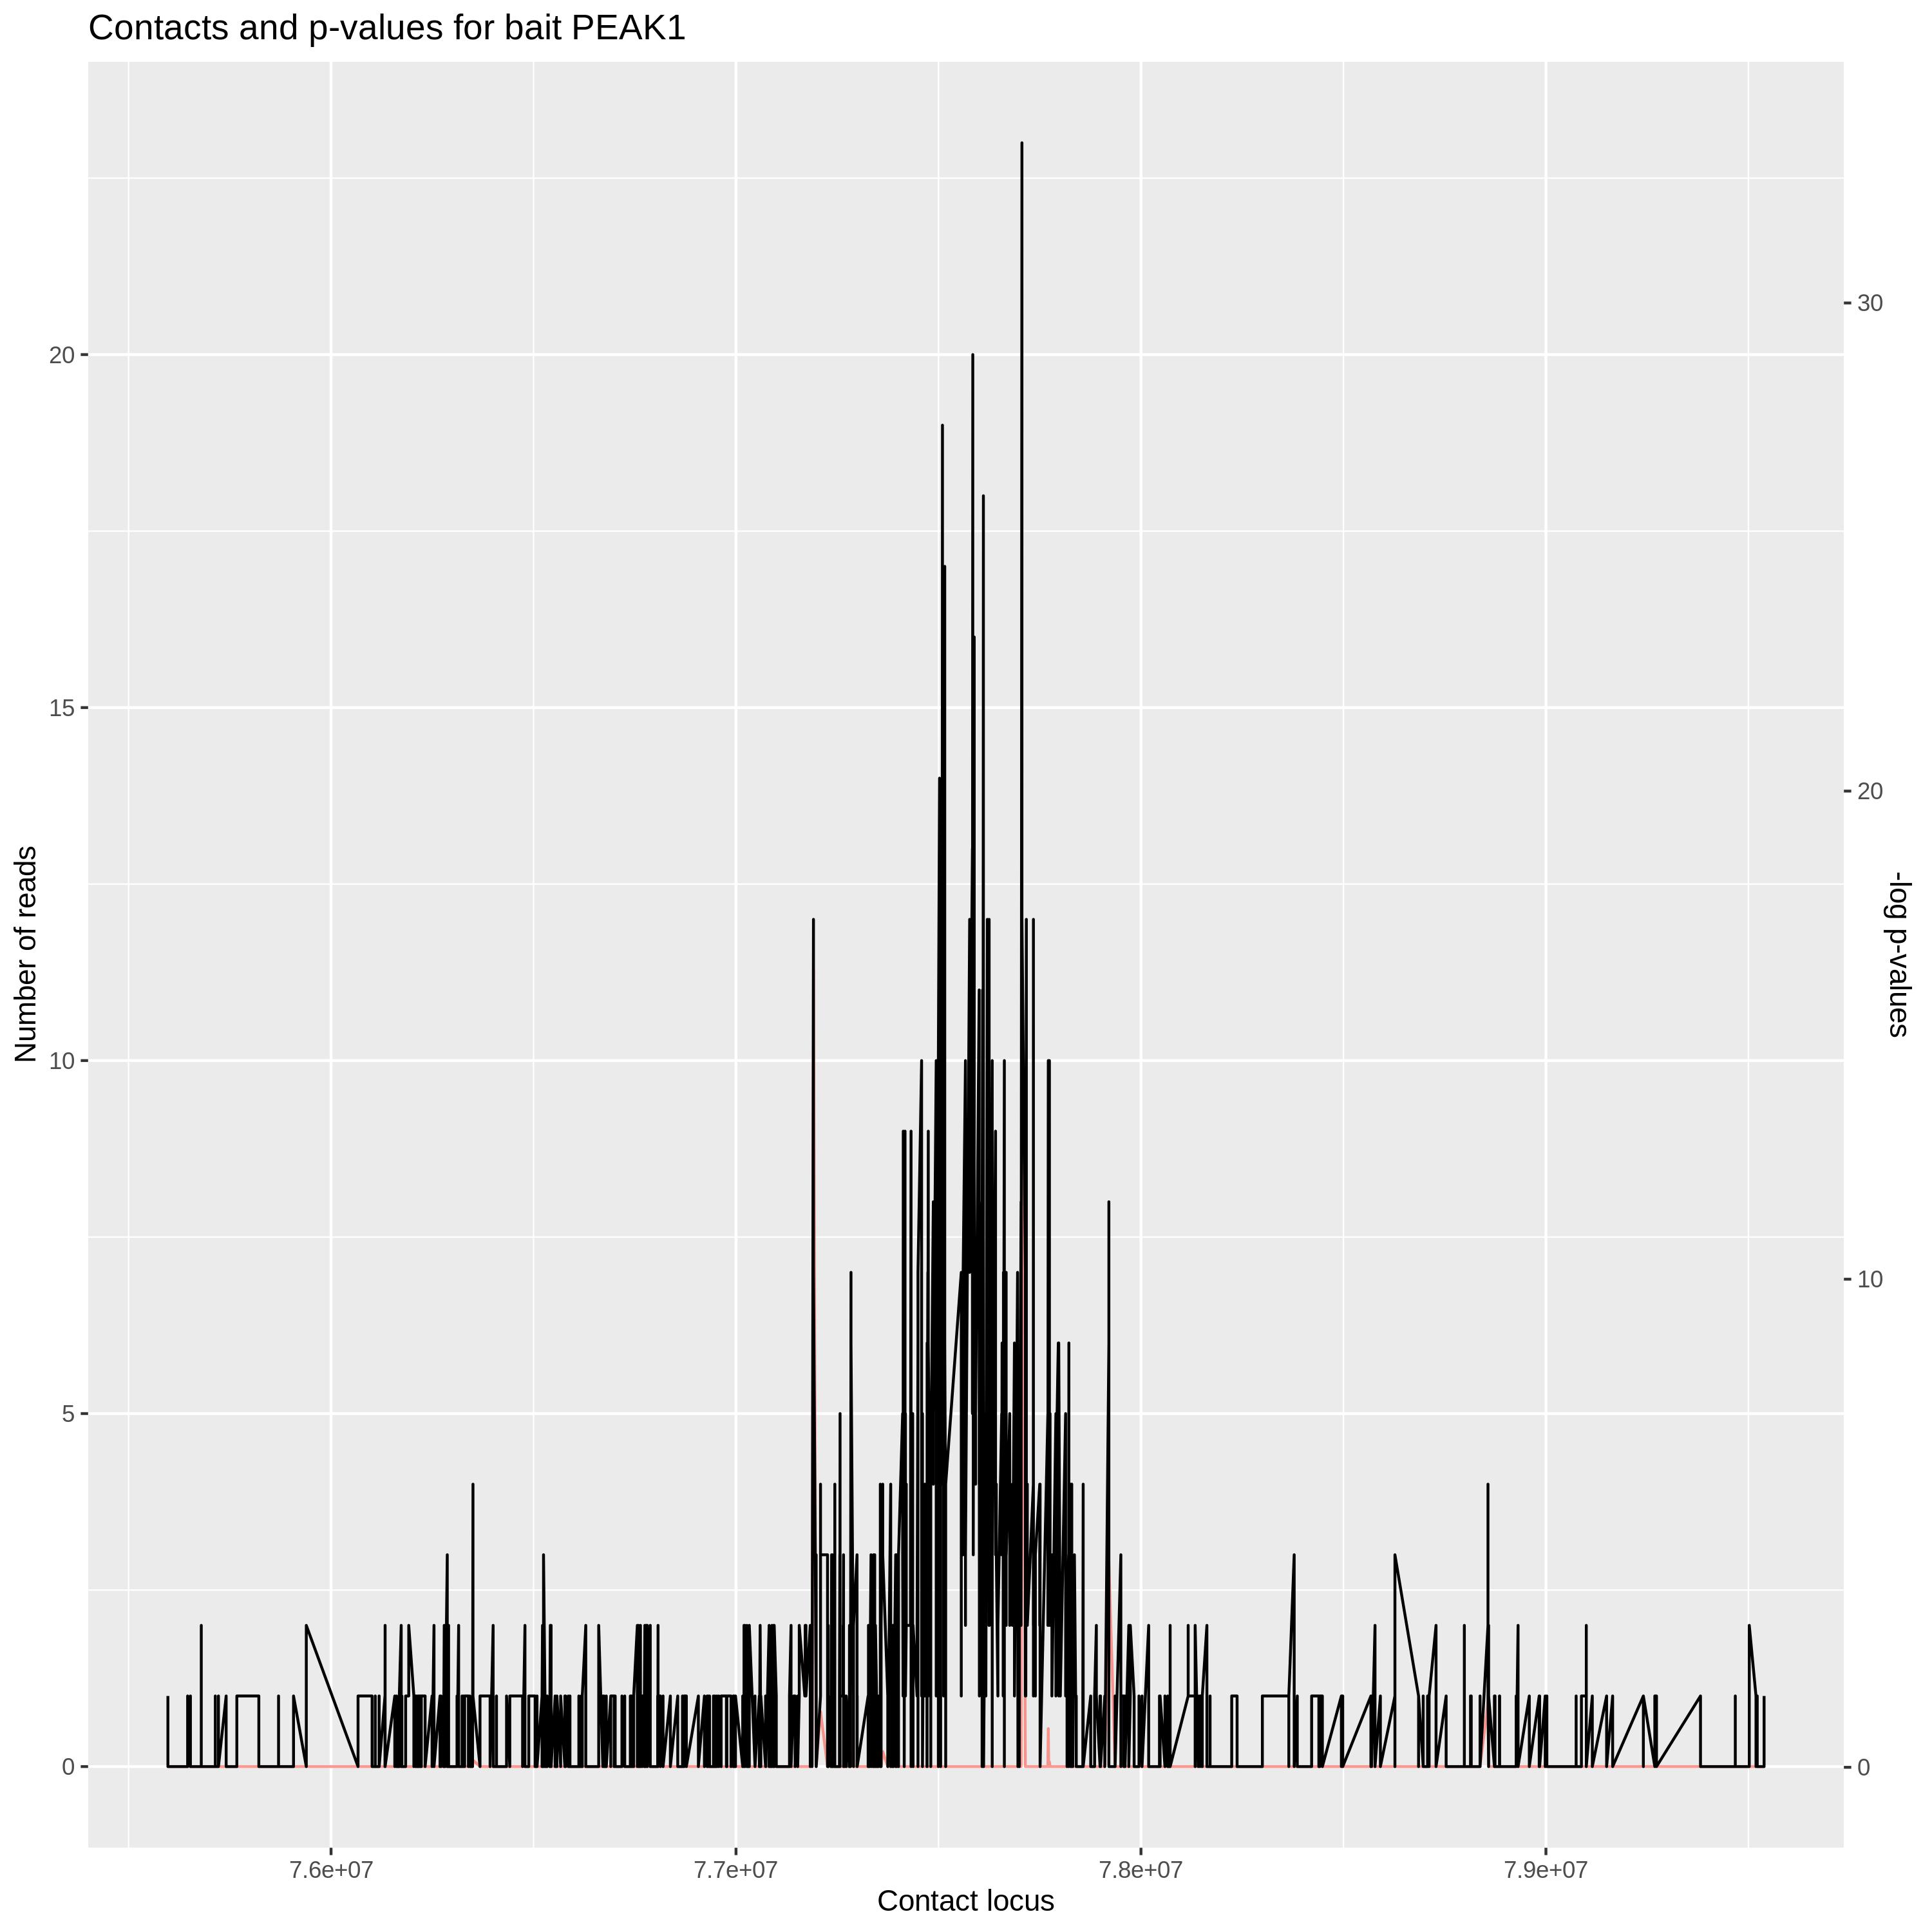 Contacts and p-values for bait PEAK1
Number of reads
20
15
10
5
0
30
20
10
0
-log p-values
7.6e+07 7.7e+07 7.8e+07 7.9e+07
Contact locus